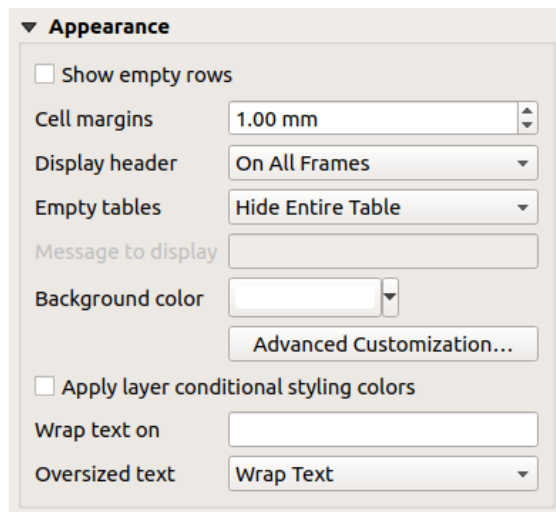 Appearance
Show empty rows
Cell margins 1.00 mm
Display header On All Frames
Empty tables Hide Entire Table
Message to display
Background color
Advanced Customization...
Apply layer conditional styling colors
Wrap text on
Oversized text Wrap Text